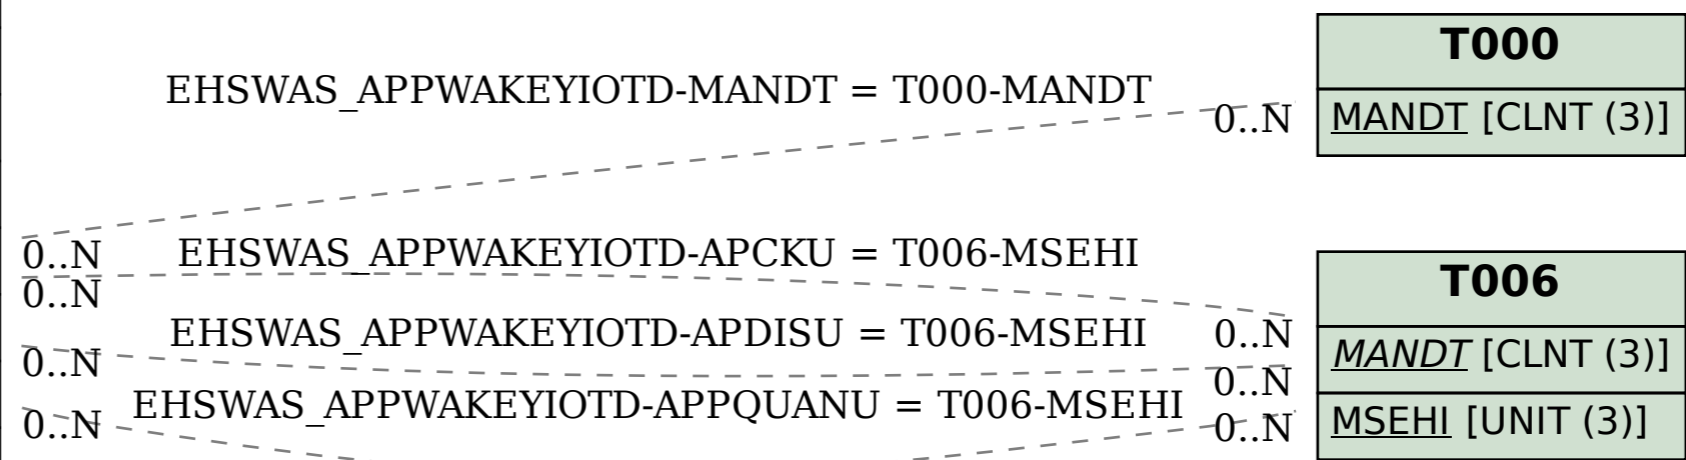 T000
EHSWAS_APPWAKEYIOTD-MANDT = T000-MANDT
0..N
MANDT [CLNT (3)]
0..N
EHSWAS_APPWAKEYIOTD-APCKU = T006-MSEHI
0..N
T006
EHSWAS_APPWAKEYIOTD-APDISU = T006-MSEHI
0..N
0..N
MANDT [CLNT (3)]
0..N
EHSWAS_APPWAKEYIOTD-APPQUANU = T006-MSEHI
0..N
0..N
MSEHI [UNIT (3)]